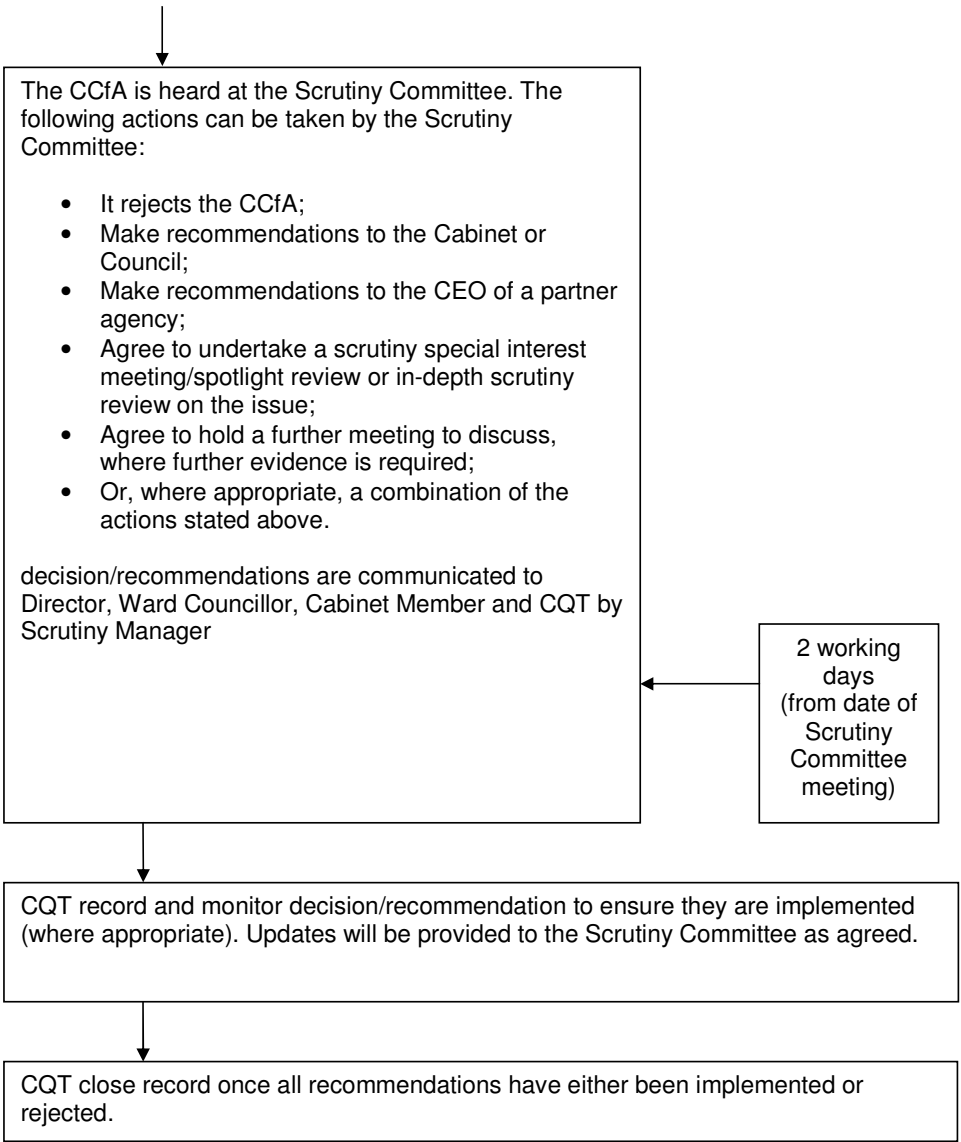 The CCfA is heard at the Scrutiny Committee. The
following actions can be taken by the Scrutiny
Committee:
• It rejects the CCfA;
• Make recommendations to the Cabinet or
Council;
• Make recommendations to the CEO of a partner
agency;
• Agree to undertake a scrutiny special interest
meeting/spotlight review or in-depth scrutiny
review on the issue;
• Agree to hold a further meeting to discuss,
where further evidence is required;
• Or, where appropriate, a combination of the
actions stated above.
decision/recommendations are communicated to
Director, Ward Councillor, Cabinet Member and CQT by
Scrutiny Manager
2 working
days
(from date of
Scrutiny
Committee
meeting)
CQT record and monitor decision/recommendation to ensure they are implemented
(where appropriate). Updates will be provided to the Scrutiny Committee as agreed.
CQT close record once all recommendations have either been implemented or
rejected.